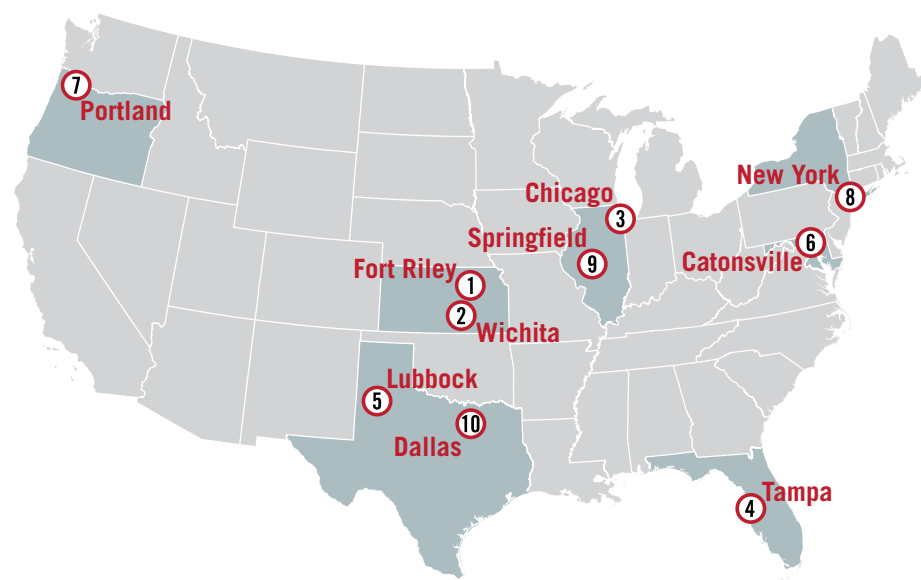 7
Portland
New York
8
Chicago
3
Springfield
9
6
Catonsville
Fort Riley
1
2
Wichita
Lubbock
5
10
Dallas
Tampa
4